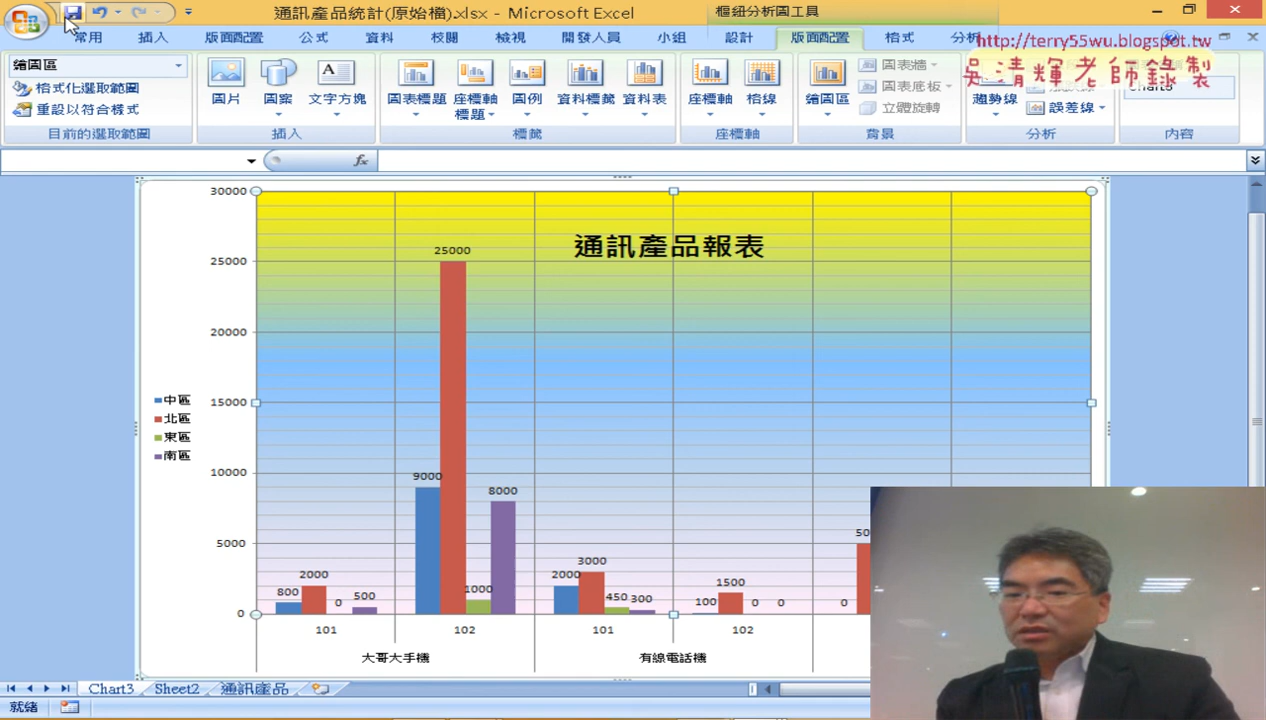 通訊產品統計(原始檔).xlsx - Microsoft Excel
樞紐分析圖工具
常用 插入 版面配置 公式 資料 校閱 檢視 開發人員 小組 設計 版面配置 格式 分析
http://terry55wu.blogspot.tw
吳清輝老師錄製
繪圖區
格式化選取範圍
重設以符合樣式
目前的選取範圍
圖片 圖案 文字方塊
插入
圖表標題 座標軸標題 圖例 資料標籤 資料表
標籤
座標軸 格線
座標軸
繪圖區
圖表牆
圖表底板
立體旋轉
背景
趨勢線
誤差線
分析
內容
fx
通訊產品報表
30000
25000
20000
15000
10000
5000
0
中區
北區
東區
南區
800 2000 0 500
9000 25000 1000 8000
2000 3000 450 300
100 1500 0 0
0
101 102 101 102
大哥大手機 有線電話機
Chart3 Sheet2 通訊產品
就緒